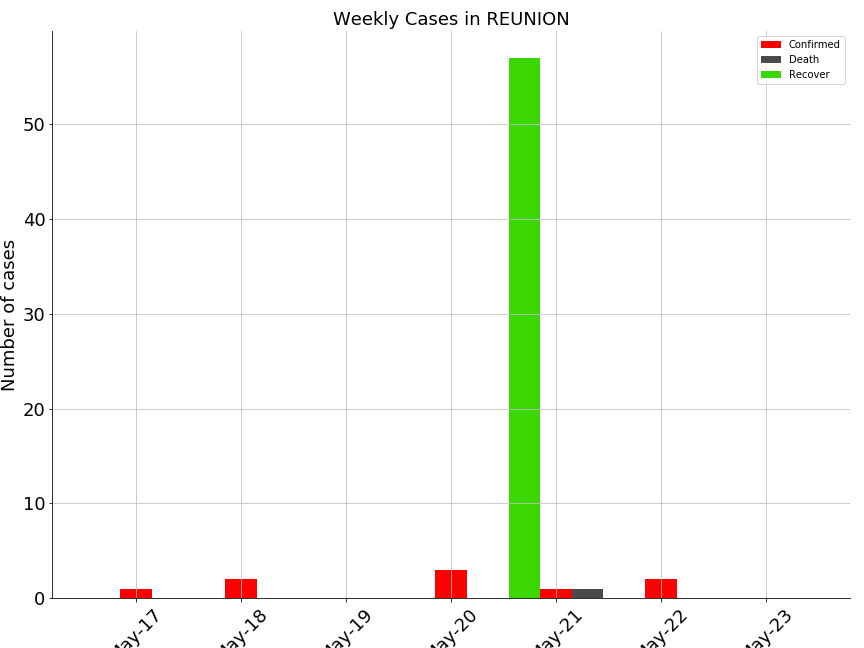 Weekly Cases in REUNION
Confirmed
Death
Recover
Number of cases
50
40
30
20
10
0
May-17
May-18
May-19
May-20
May-21
May-22
May-23